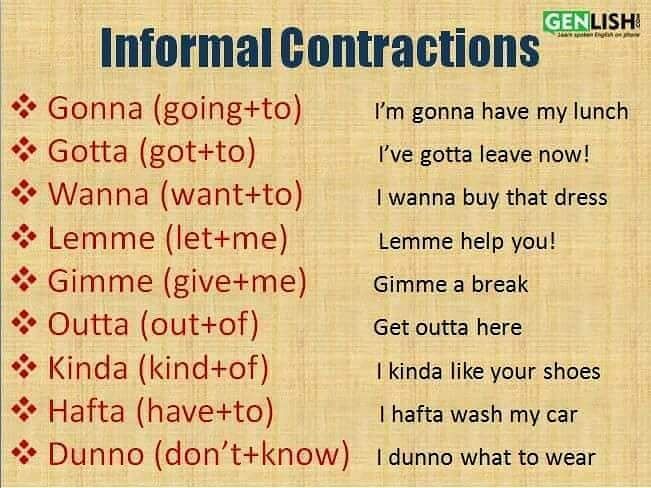 GENLISH.com
Learn spoken English on phone
Informal Contractions
❖ Gonna (going+to) I'm gonna have my lunch
❖ Gotta (got+to) I've gotta leave now!
❖ Wanna (want+to) I wanna buy that dress
❖ Lemme (let+me) Lemme help you!
❖ Gimme (give+me) Gimme a break
❖ Outta (out+of) Get outta here
❖ Kinda (kind+of) I kinda like your shoes
❖ Hafta (have+to) I hafta wash my car
❖ Dunno (don't+know) I dunno what to wear